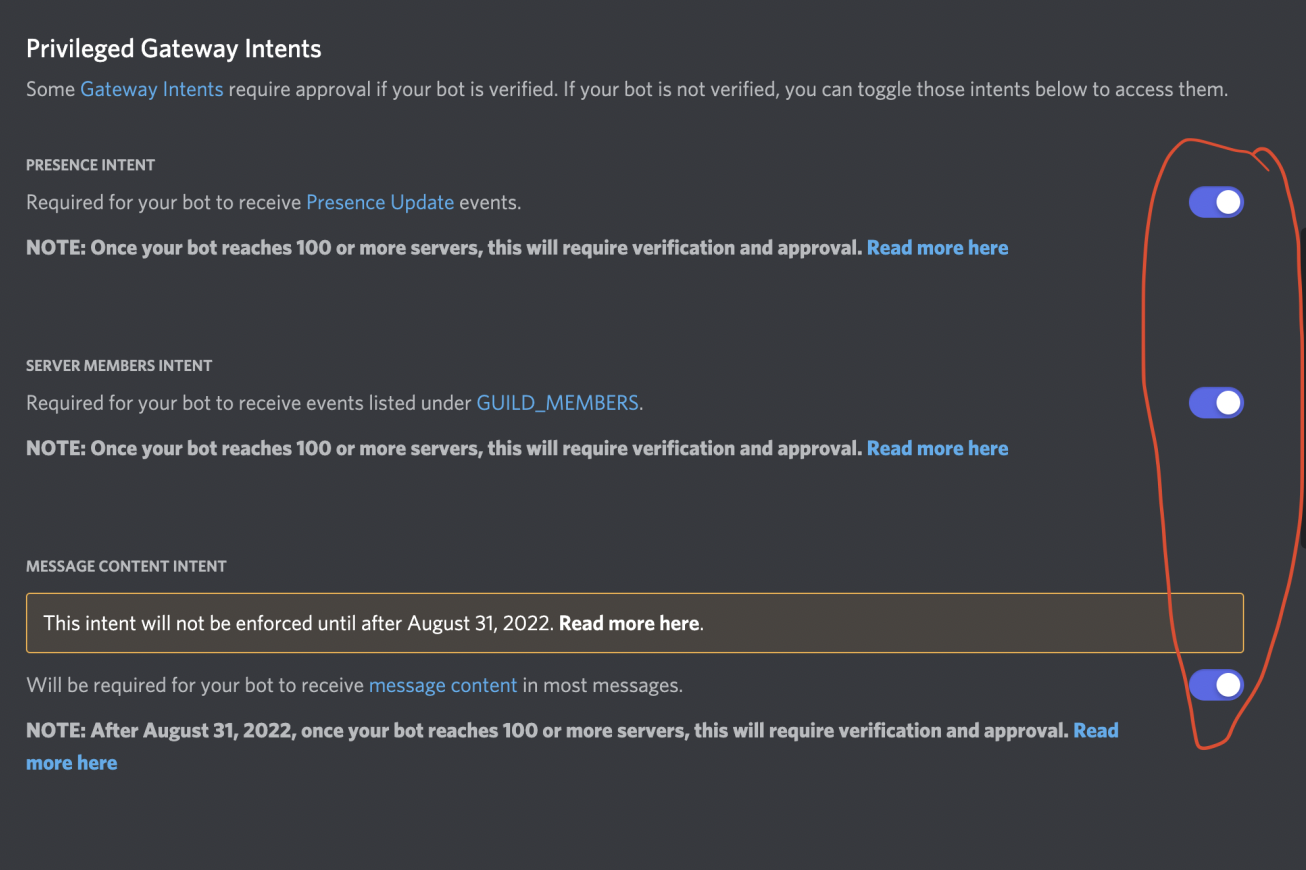 Privileged Gateway Intents
Some Gateway Intents require approval if your bot is verified. If your bot is not verified, you can toggle those intents below to access them.
PRESENCE INTENT
Required for your bot to receive Presence Update events.
NOTE: Once your bot reaches 100 or more servers, this will require verification and approval. Read more here
SERVER MEMBERS INTENT
Required for your bot to receive events listed under GUILD_MEMBERS.
NOTE: Once your bot reaches 100 or more servers, this will require verification and approval. Read more here
MESSAGE CONTENT INTENT
This intent will not be enforced until after August 31, 2022. Read more here.
Will be required for your bot to receive message content in most messages.
NOTE: After August 31, 2022, once your bot reaches 100 or more servers, this will require verification and approval. Read
more here